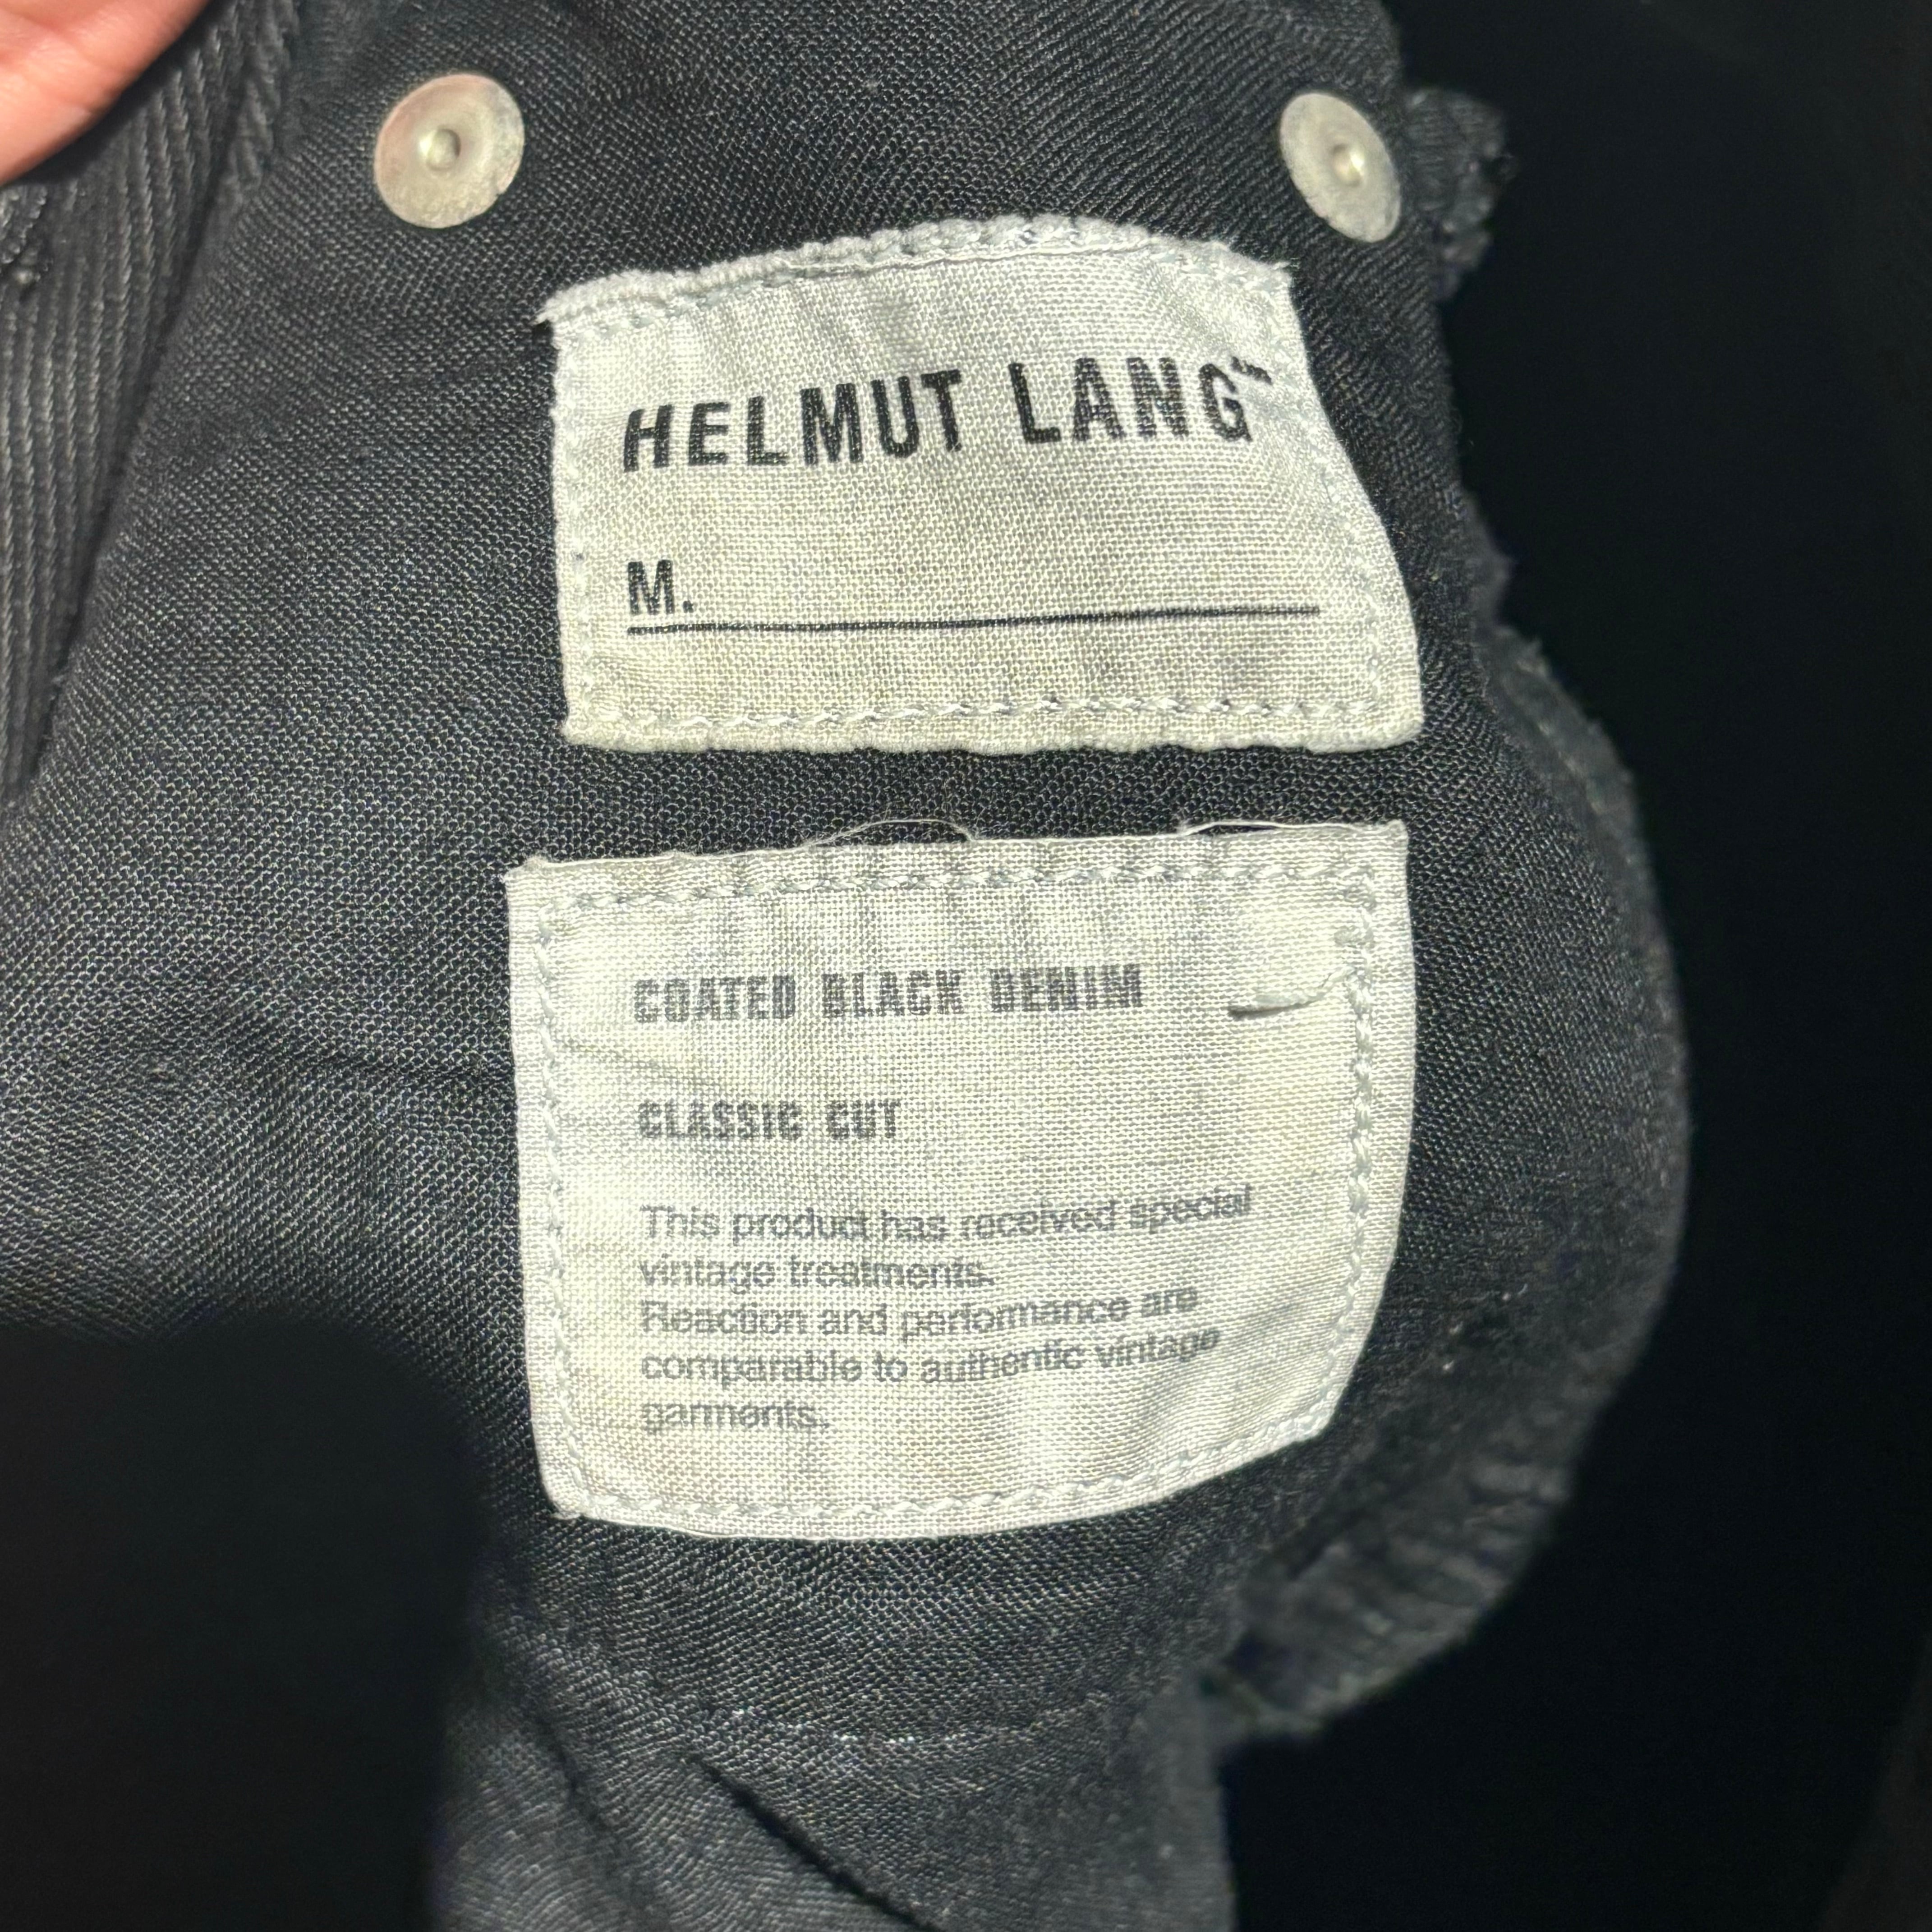 HELMUT LANG™
M.
COATED BLACK DENIM
CLASSIC CUT
This product has received special
vintage treatments.
Reaction and performance are
comparable to authentic vintage
garments.